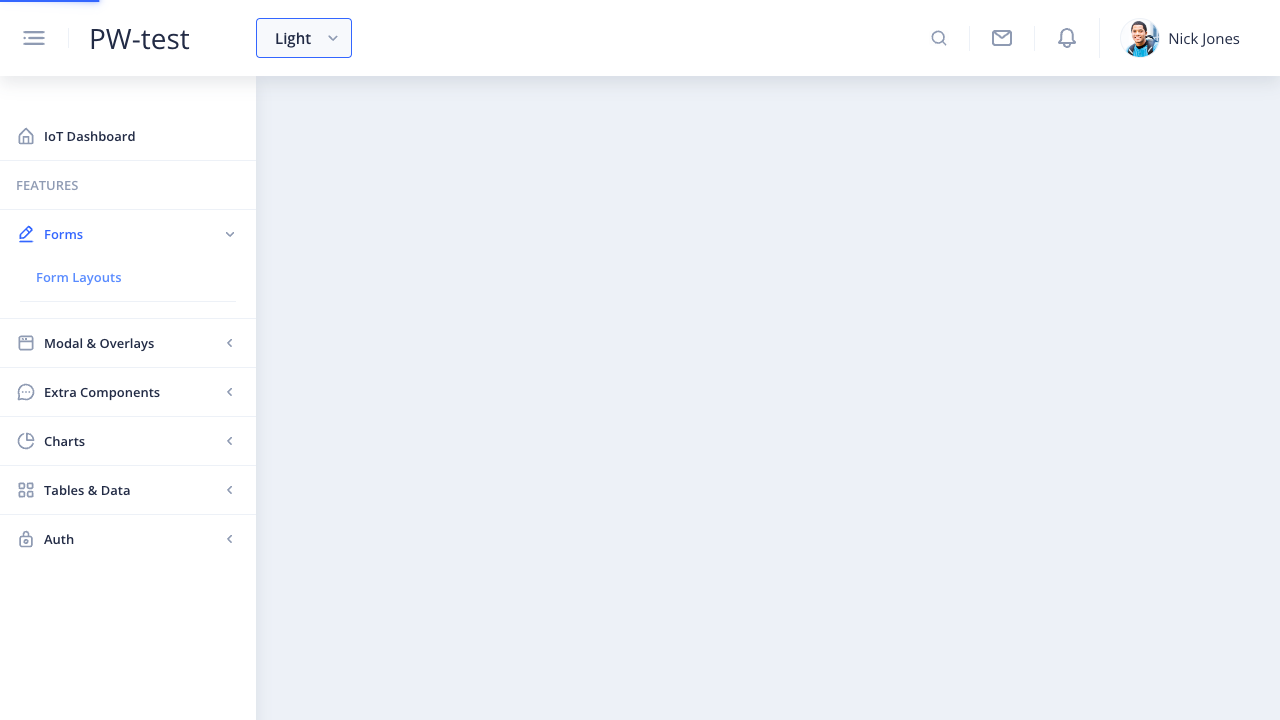 PW-test
Light
Nick Jones
IoT Dashboard
FEATURES
Forms
Form Layouts
Modal & Overlays
Extra Components
Charts
Tables & Data
Auth